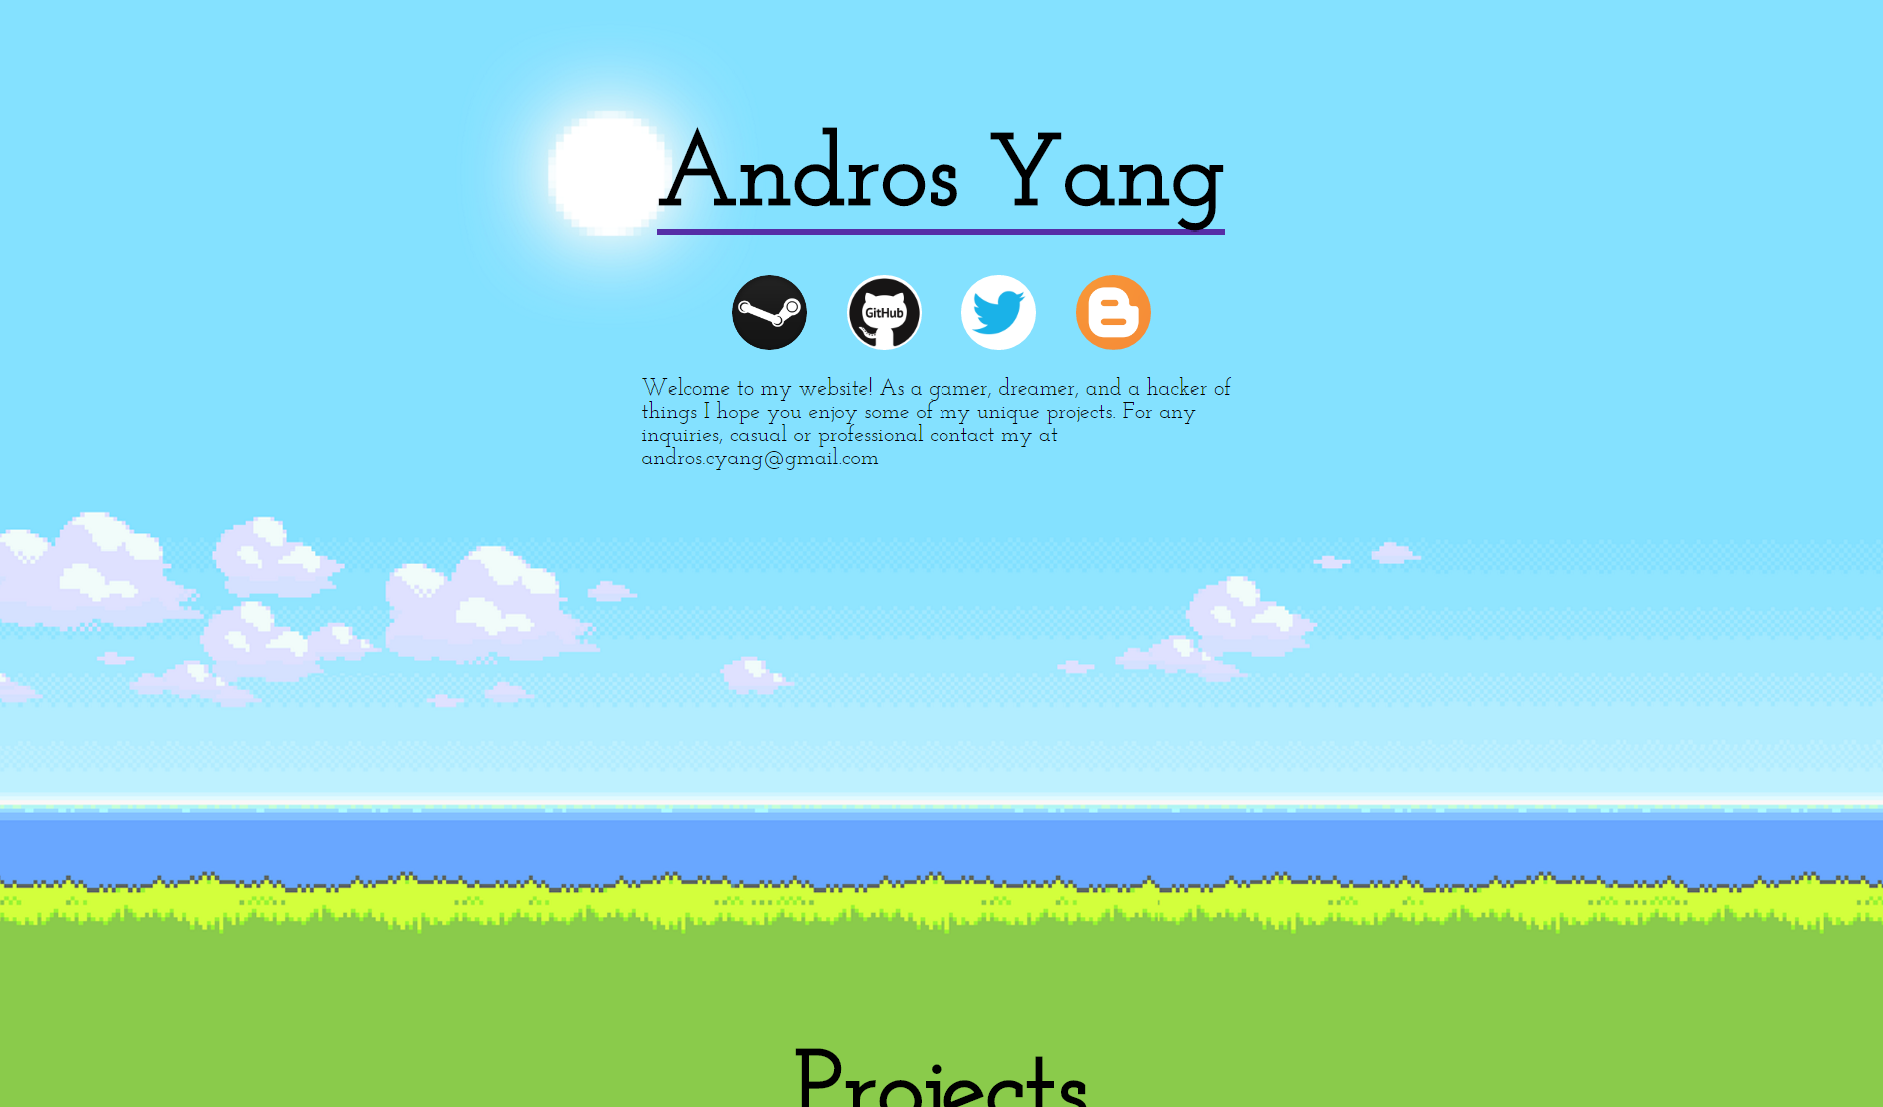 Andros Yang
GitHub
Welcome to my website! As a gamer, dreamer, and a hacker of
things I hope you enjoy some of my unique projects. For any
inquiries, casual or professional contact my at
andros.cyang@gmail.com
Projects